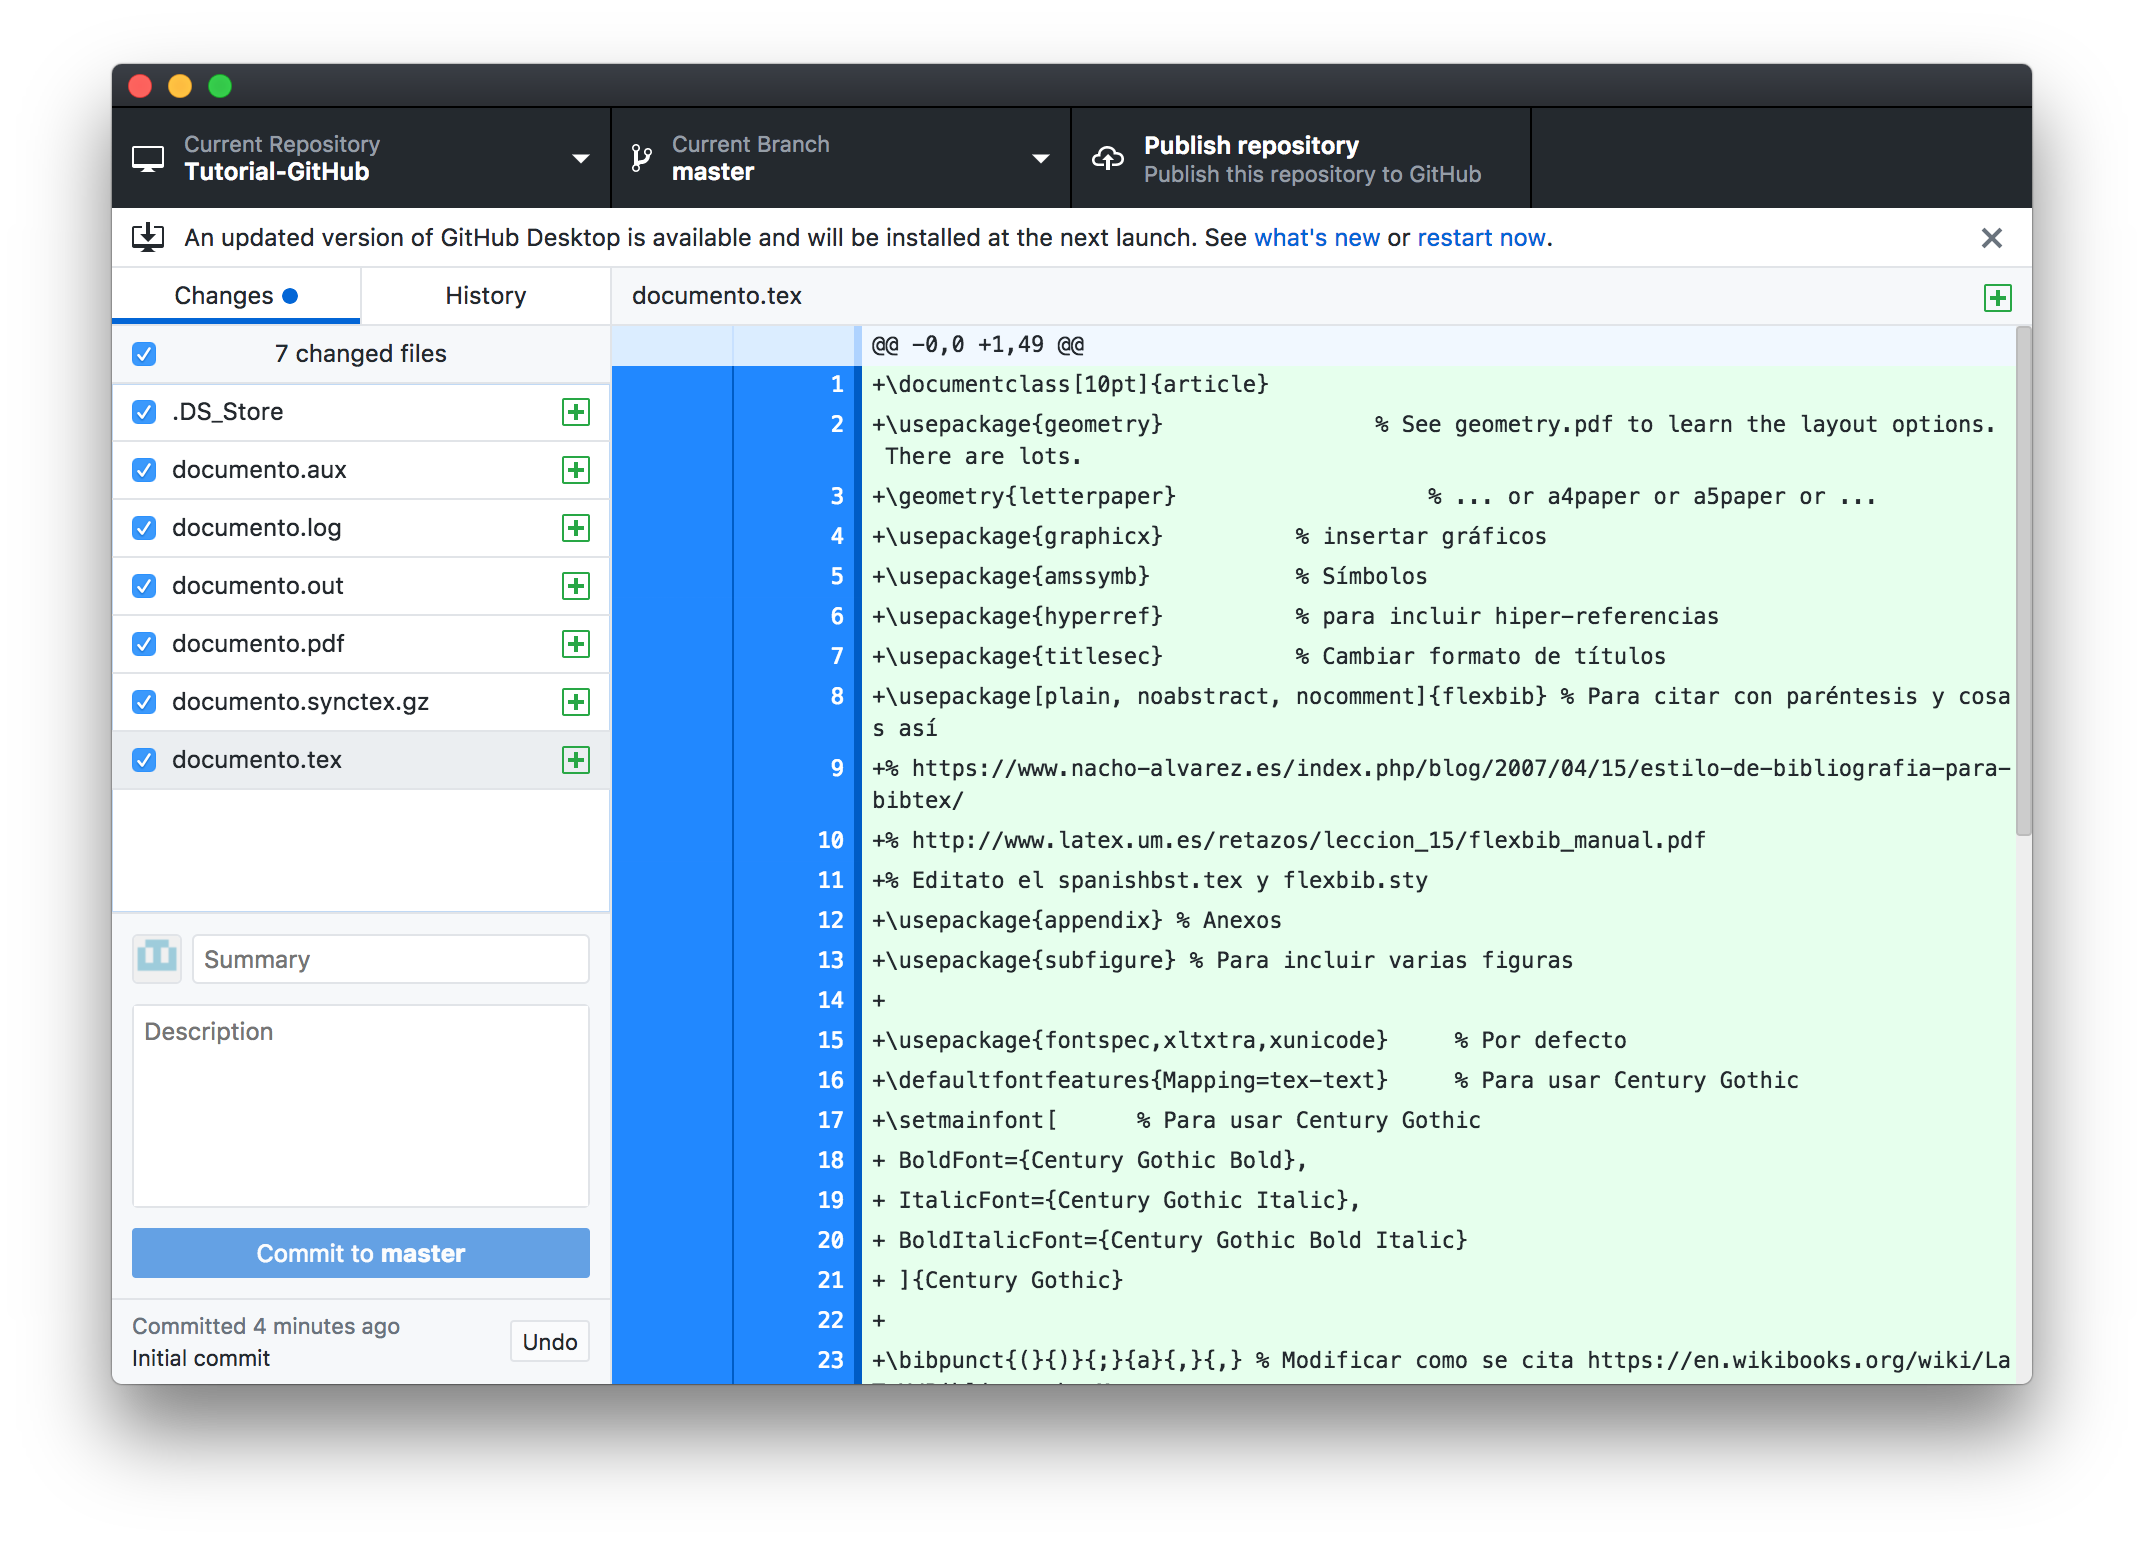 Current Repository
Tutorial-GitHub
Current Branch
master
Publish repository
Publish this repository to GitHub
An updated version of GitHub Desktop is available and will be installed at the next launch. See what's new or restart now.
Changes
History
documento.tex
7 changed files
.DS_Store
documento.aux
documento.log
documento.out
documento.pdf
documento.synctex.gz
documento.tex
Summary
Description
Commit to master
Committed 4 minutes ago
Initial commit
Undo
@@ -0,0 +1,49 @@
1 +\documentclass[10pt]{article}
2 +\usepackage{geometry} % See geometry.pdf to learn the layout options.
There are lots.
3 +\geometry{letterpaper} % ... or a4paper or a5paper or ...
4 +\usepackage{graphicx} % insertar gráficos
5 +\usepackage{amssymb} % Símbolos
6 +\usepackage{hyperref} % para incluir hiper-referencias
7 +\usepackage{titlesec} % Cambiar formato de títulos
8 +\usepackage[plain, noabstract, nocomment]{flexbib} % Para citar con paréntesis y cosa
s así
9 +% https://www.nacho-alvarez.es/index.php/blog/2007/04/15/estilo-de-bibliografia-para-
bibtex/
10 +% http://www.latex.um.es/retazos/leccion_15/flexbib_manual.pdf
11 +% Editato el spanishbst.tex y flexbib.sty
12 +\usepackage{appendix} % Anexos
13 +\usepackage{subfigure} % Para incluir varias figuras
14 +
15 +\usepackage{fontspec,xltxtra,xunicode} % Por defecto
16 +\defaultfontfeatures{Mapping=tex-text} % Para usar Century Gothic
17 +\setmainfont[ % Para usar Century Gothic
18 + BoldFont={Century Gothic Bold},
19 + ItalicFont={Century Gothic Italic},
20 + BoldItalicFont={Century Gothic Bold Italic}
21 + ]{Century Gothic}
22 +
23 +\bibpunct{(}{)}{;}{a}{,}{,} % Modificar como se cita https://en.wikibooks.org/wiki/La